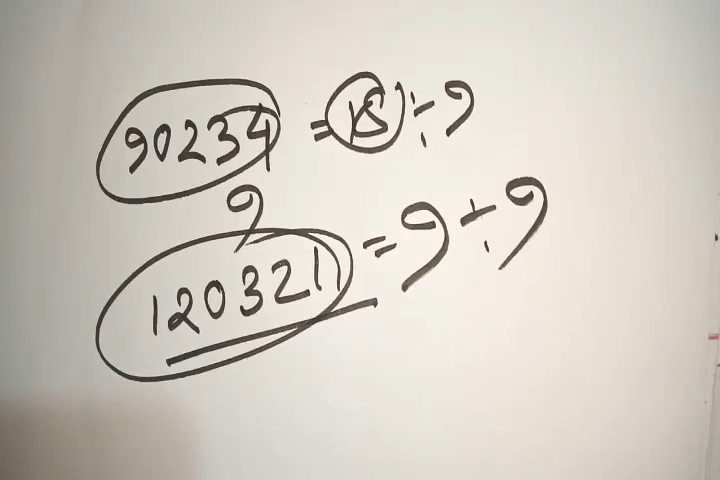 90234 = 18 ÷ 9
9
120321 = 9 ÷ 9